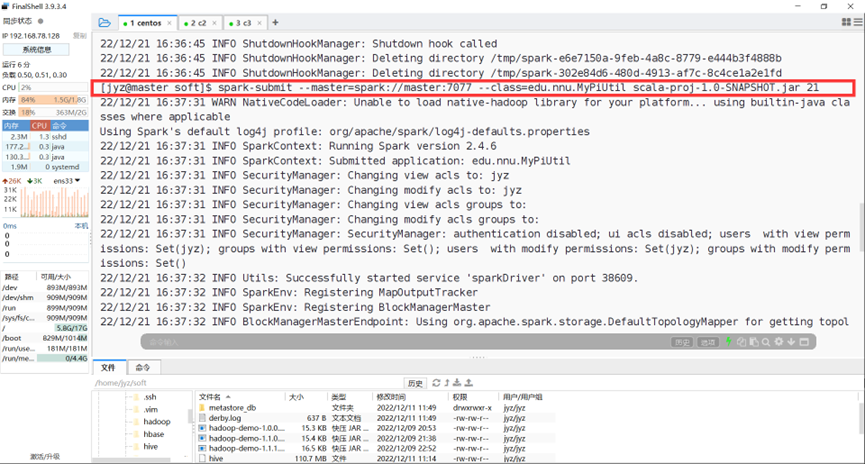 FinalShell 3.9.3.4
同步状态
1 centos
2 c2
3 c3
+
IP 192.168.78.128
复制
系统信息
运行 6 分
负载 0.50, 0.51, 0.30
CPU 2%
内存 84% 1.5G/1.8G
交换 18% 363M/2G
内存 CPU 命令
2.3M 1.3 sshd
177.2... 0.3 java
130.3... 0.3 java
1.9M 0 systemd
26K 3K ens33
31K
22K
11K
0ms 本机
0
0
0
路径 可用/大小
/dev 893M/893M
/dev/shm 909M/909M
/run 899M/909M
/sys/fs/c... 909M/909M
/ 5.8G/17G
/boot 829M/1014M
/run/use... 181M/181M
/run/me... 0/4.4G
激活/升级
22/12/21 16:36:45 INFO ShutdownHookManager: Shutdown hook called
22/12/21 16:36:45 INFO ShutdownHookManager: Deleting directory /tmp/spark-e6e7150a-9feb-4a8c-8779-e444b3f4888b
22/12/21 16:36:45 INFO ShutdownHookManager: Deleting directory /tmp/spark-302e84d6-480d-4913-af7c-8c4ce1a2e1fd
[jyz@master soft]$ spark-submit --master=spark://master:7077 --class=edu.nnu.MyPiUtil scala-proj-1.0-SNAPSHOT.jar 21
22/12/21 16:37:31 WARN NativeCodeLoader: Unable to load native-hadoop library for your platform... using builtin-java cla
sses where applicable
Using Spark's default log4j profile: org/apache/spark/log4j-defaults.properties
22/12/21 16:37:31 INFO SparkContext: Running Spark version 2.4.6
22/12/21 16:37:31 INFO SparkContext: Submitted application: edu.nnu.MyPiUtil
22/12/21 16:37:31 INFO SecurityManager: Changing view acls to: jyz
22/12/21 16:37:31 INFO SecurityManager: Changing modify acls to: jyz
22/12/21 16:37:31 INFO SecurityManager: Changing view acls groups to:
22/12/21 16:37:31 INFO SecurityManager: Changing modify acls groups to:
22/12/21 16:37:31 INFO SecurityManager: SecurityManager: authentication disabled; ui acls disabled; users  with view perm
issions: Set(jyz); groups with view permissions: Set(); users  with modify permissions: Set(jyz); groups with modify perm
issions: Set()
22/12/21 16:37:32 INFO Utils: Successfully started service 'sparkDriver' on port 38609.
22/12/21 16:37:32 INFO SparkEnv: Registering MapOutputTracker
22/12/21 16:37:32 INFO SparkEnv: Registering BlockManagerMaster
22/12/21 16:37:32 INFO BlockManagerMasterEndpoint: Using org.apache.spark.storage.DefaultTopologyMapper for getting topol
命令输入
历史 选项
文件 命令
/home/jyz/soft
历史
.ssh
.vim
hadoop
hbase
hive
文件名 大小 类型 修改时间 权限 用户/用户组
metastore_db 文件夹 2022/12/11 11:49 drwxrwxr-x jyz/jyz
derby.log 637 B 文本文档 2022/12/11 11:49 -rw-rw-r-- jyz/jyz
hadoop-demo-1.0.0... 15.3 KB 快压 JAR ... 2022/12/09 20:53 -rw-rw-r-- jyz/jyz
hadoop-demo-1.1.0... 15.4 KB 快压 JAR ... 2022/12/09 21:38 -rw-rw-r-- jyz/jyz
hadoop-demo-1.1.1... 16.5 KB 快压 JAR ... 2022/12/09 22:52 -rw-rw-r-- jyz/jyz
hive 110.7 MB 文件 2022/12/11 11:14 -rw-rw-r-- jyz/jyz